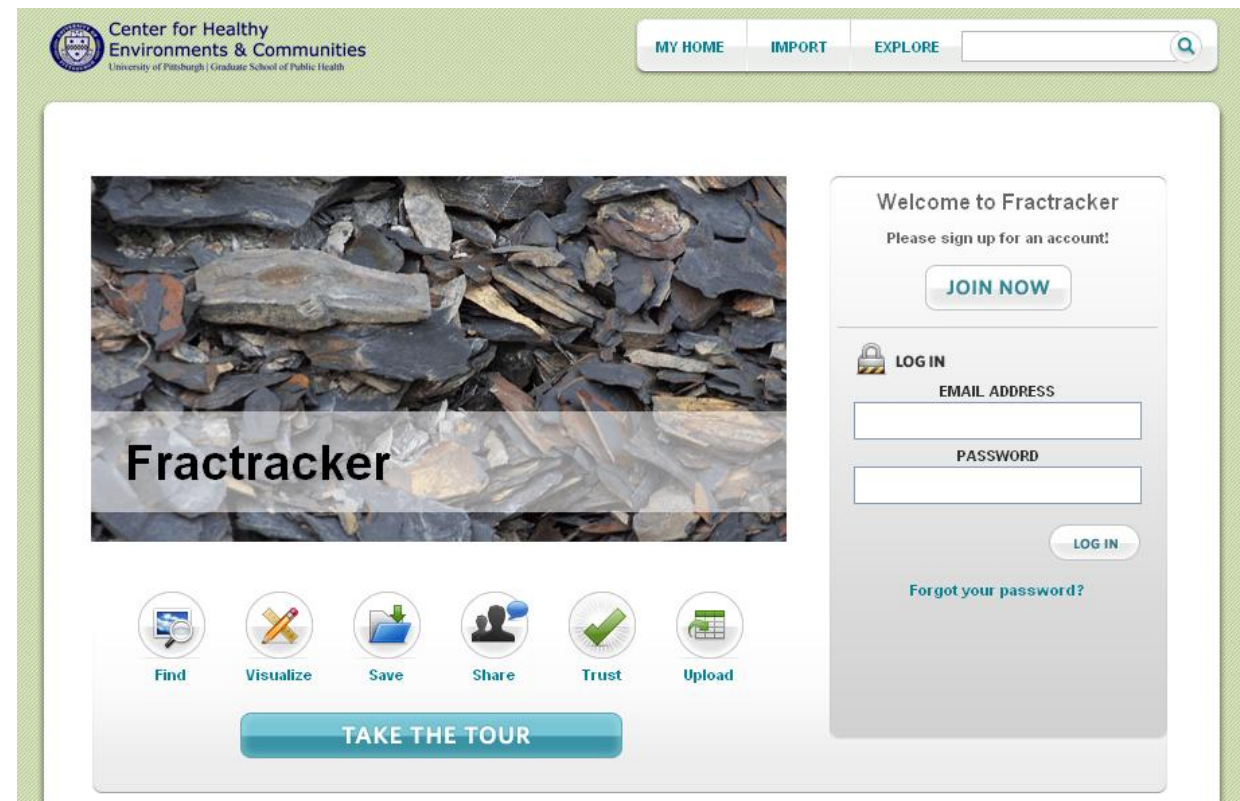 Center for Healthy
Environments & Communities
University of Pittsburgh | Graduate School of Public Health
MY HOME IMPORT EXPLORE
Welcome to Fractracker
Please sign up for an account!
JOIN NOW
LOG IN
EMAIL ADDRESS
PASSWORD
LOG IN
Forgot your password?
Fractracker
Find Visualize Save Share Trust Upload
TAKE THE TOUR